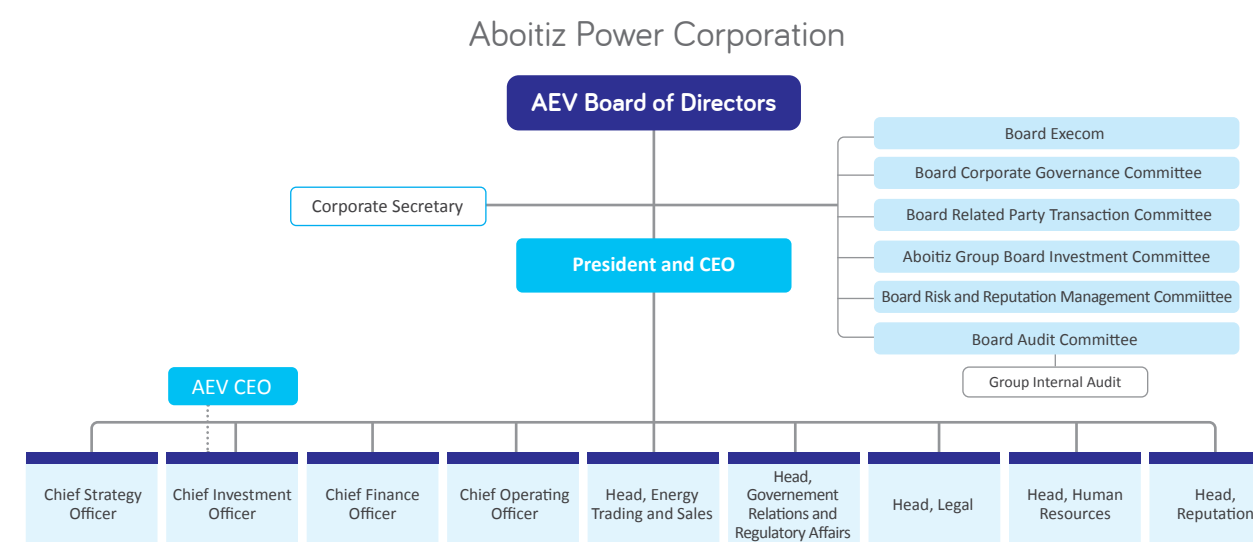 Aboitiz Power Corporation
AEV Board of Directors
Board Execom
Board Corporate Governance Committee
Corporate Secretary
Board Related Party Transaction Committee
President and CEO
Aboitiz Group Board Investment Committee
Board Risk and Reputation Management Commiittee
Board Audit Committee
Group Internal Audit
AEV CEO
Chief Strategy
Officer
Chief Investment
Officer
Chief Finance
Officer
Chief Operating
Officer
Head, Energy
Trading and Sales
Head,
Governement
Relations and
Regulatory Affairs
Head, Legal
Head, Human
Resources
Head,
Reputation